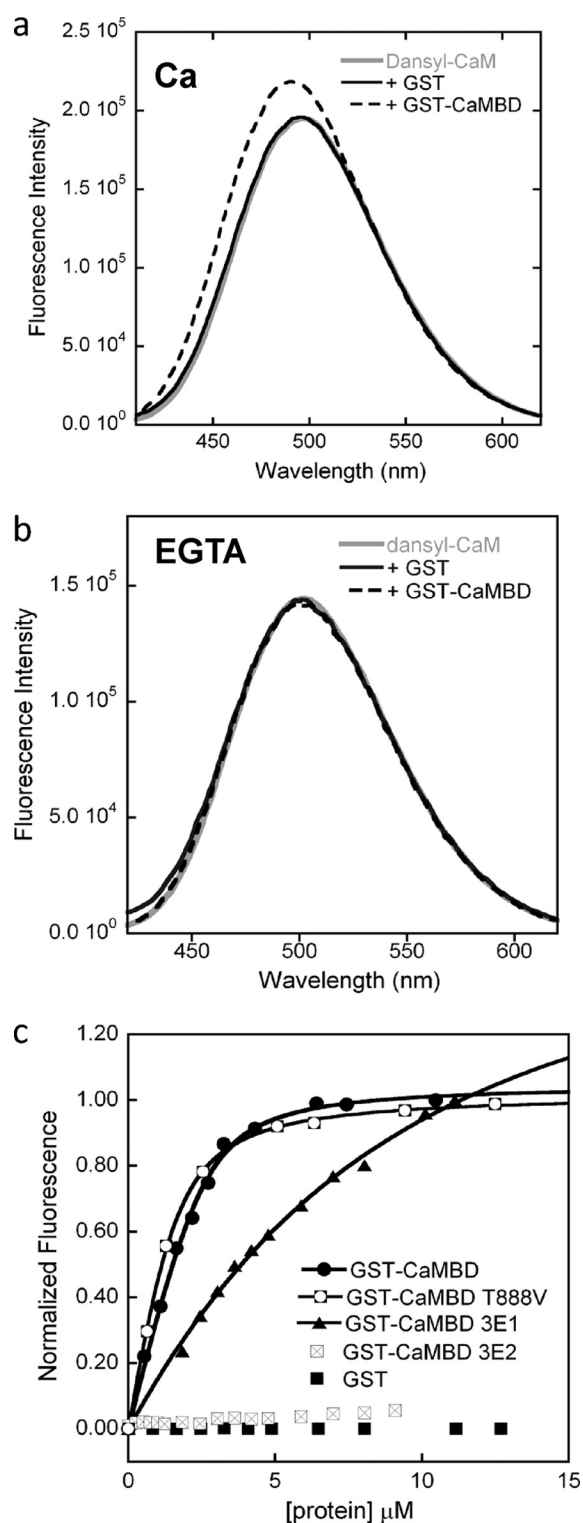 a
Ca
Dansyl-CaM
+ GST
+ GST-CaMBD
2.5 10⁵
2.0 10⁵
1.5 10⁵
1.0 10⁵
5.0 10⁴
0.0 10⁰
Fluorescence Intensity
450 500 550 600
Wavelength (nm)
b
EGTA
dansyl-CaM
+ GST
+ GST-CaMBD
1.5 10⁵
1.0 10⁵
5.0 10⁴
0.0 10⁰
Fluorescence Intensity
450 500 550 600
Wavelength (nm)
c
1.20
1.00
0.80
0.60
0.40
0.20
0.00
Normalized Fluorescence
GST-CaMBD
GST-CaMBD T888V
GST-CaMBD 3E1
GST-CaMBD 3E2
GST
0 5 10 15
[protein] μM